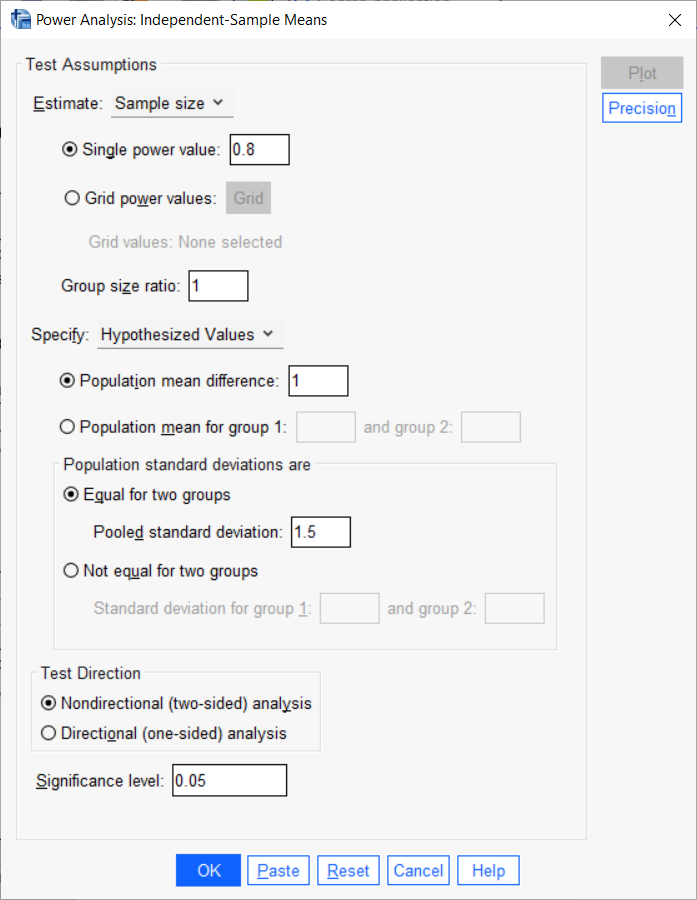 Power Analysis: Independent-Sample Means
Test Assumptions
Plot
Precision
Estimate: Sample size
Single power value: 0.8
Grid power values: Grid
Grid values: None selected
Group size ratio: 1
Specify: Hypothesized Values
Population mean difference: 1
Population mean for group 1: and group 2:
Population standard deviations are
Equal for two groups
Pooled standard deviation: 1.5
Not equal for two groups
Standard deviation for group 1: and group 2:
Test Direction
Nondirectional (two-sided) analysis
Directional (one-sided) analysis
Significance level: 0.05
OK Paste Reset Cancel Help